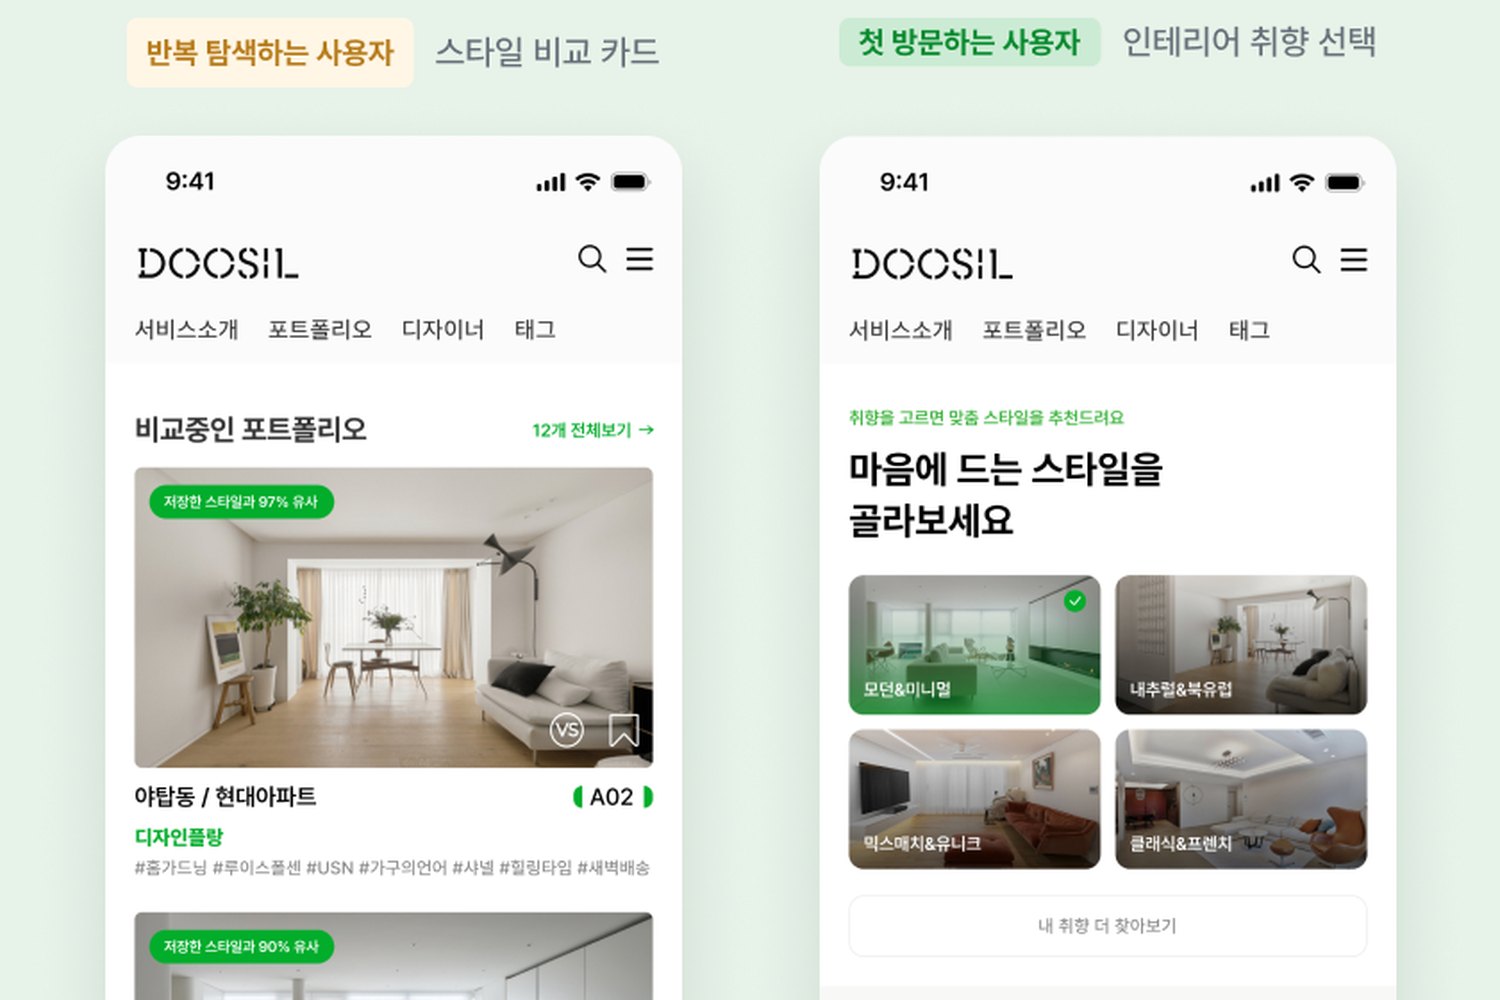 반복 탐색하는 사용자 스타일 비교 카드
9:41
DOOSIL
서비스소개 포트폴리오 디자이너 태그
비교중인 포트폴리오 12개 전체보기 →
저장한 스타일과 97% 유사
VS
야탑동 / 현대아파트 A02
디자인플랑
#홈가드닝 #루이스폴센 #USN #가구의언어 #샤넬 #힐링타임 #새벽배송
저장한 스타일과 90% 유사
첫 방문하는 사용자 인테리어 취향 선택
9:41
DOOSIL
서비스소개 포트폴리오 디자이너 태그
취향을 고르면 맞춤 스타일을 추천드려요
마음에 드는 스타일을
골라보세요
모던&미니멀 내추럴&북유럽
믹스매치&유니크 클래식&프렌치
내 취향 더 찾아보기